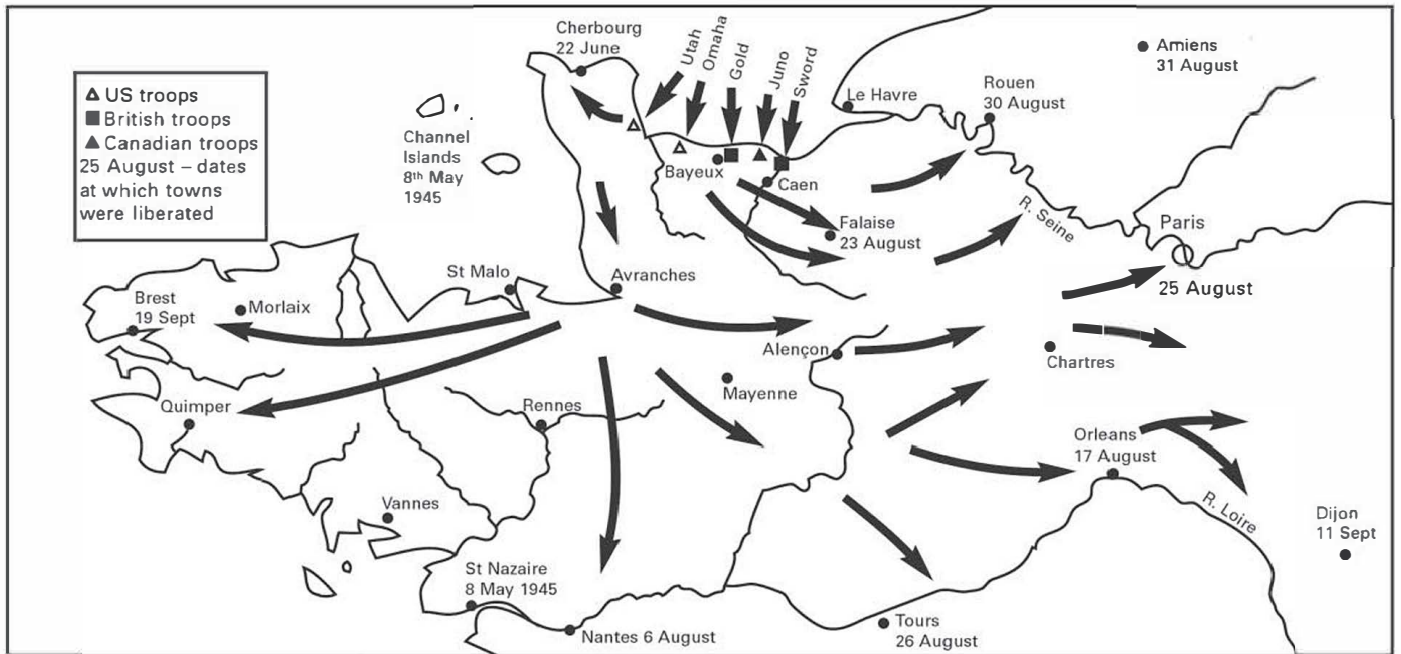 Cherbourg
22 June
Utah
Omaha
Gold
Juno
Sword
Le Havre
Rouen
30 August
Amiens
31 August
US troops
British troops
Canadian troops
25 August – dates
at which towns
were liberated
Channel
Islands
8th May
1945
Bayeux
Caen
Falaise
23 August
R. Seine
Paris
25 August
St Malo
Avranches
Brest
19 Sept
Morlaix
Alençon
Chartres
Mayenne
Quimper
Rennes
Orleans
17 August
Vannes
R. Loire
Dijon
11 Sept
St Nazaire
8 May 1945
Nantes 6 August
Tours
26 August